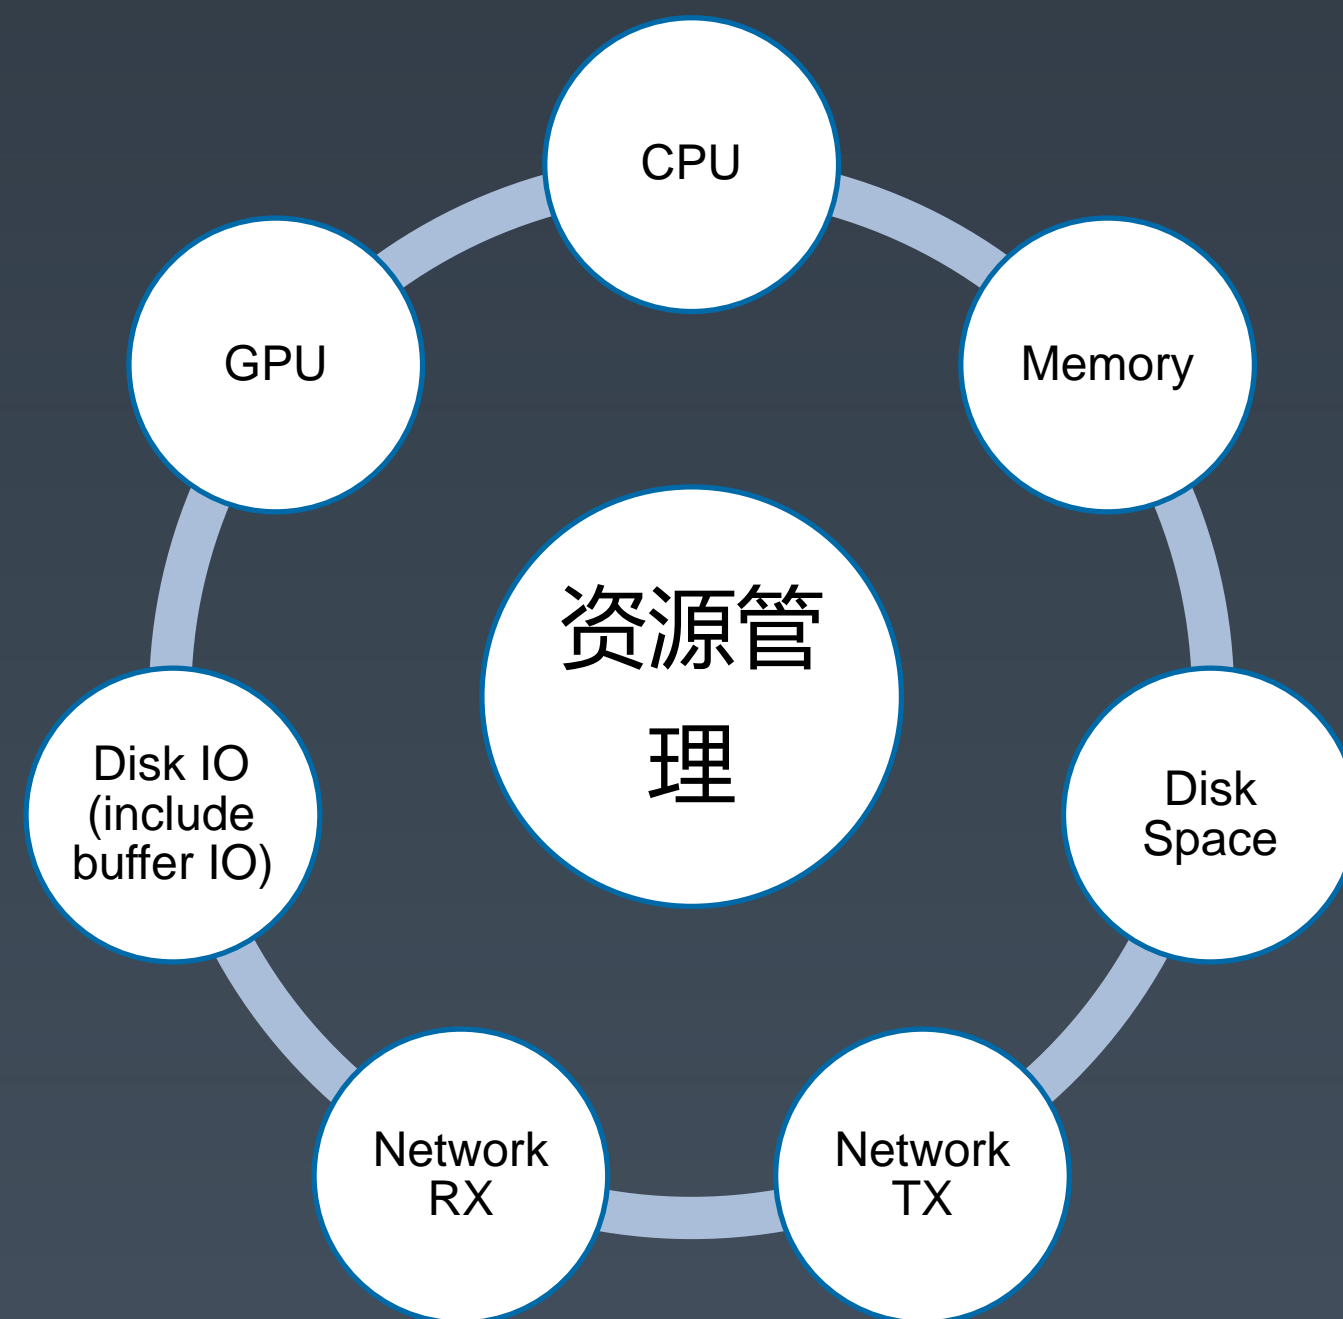 CPU
GPU
Memory
资源管
理
Disk IO
(include
buffer IO)
Disk
Space
Network
RX
Network
TX